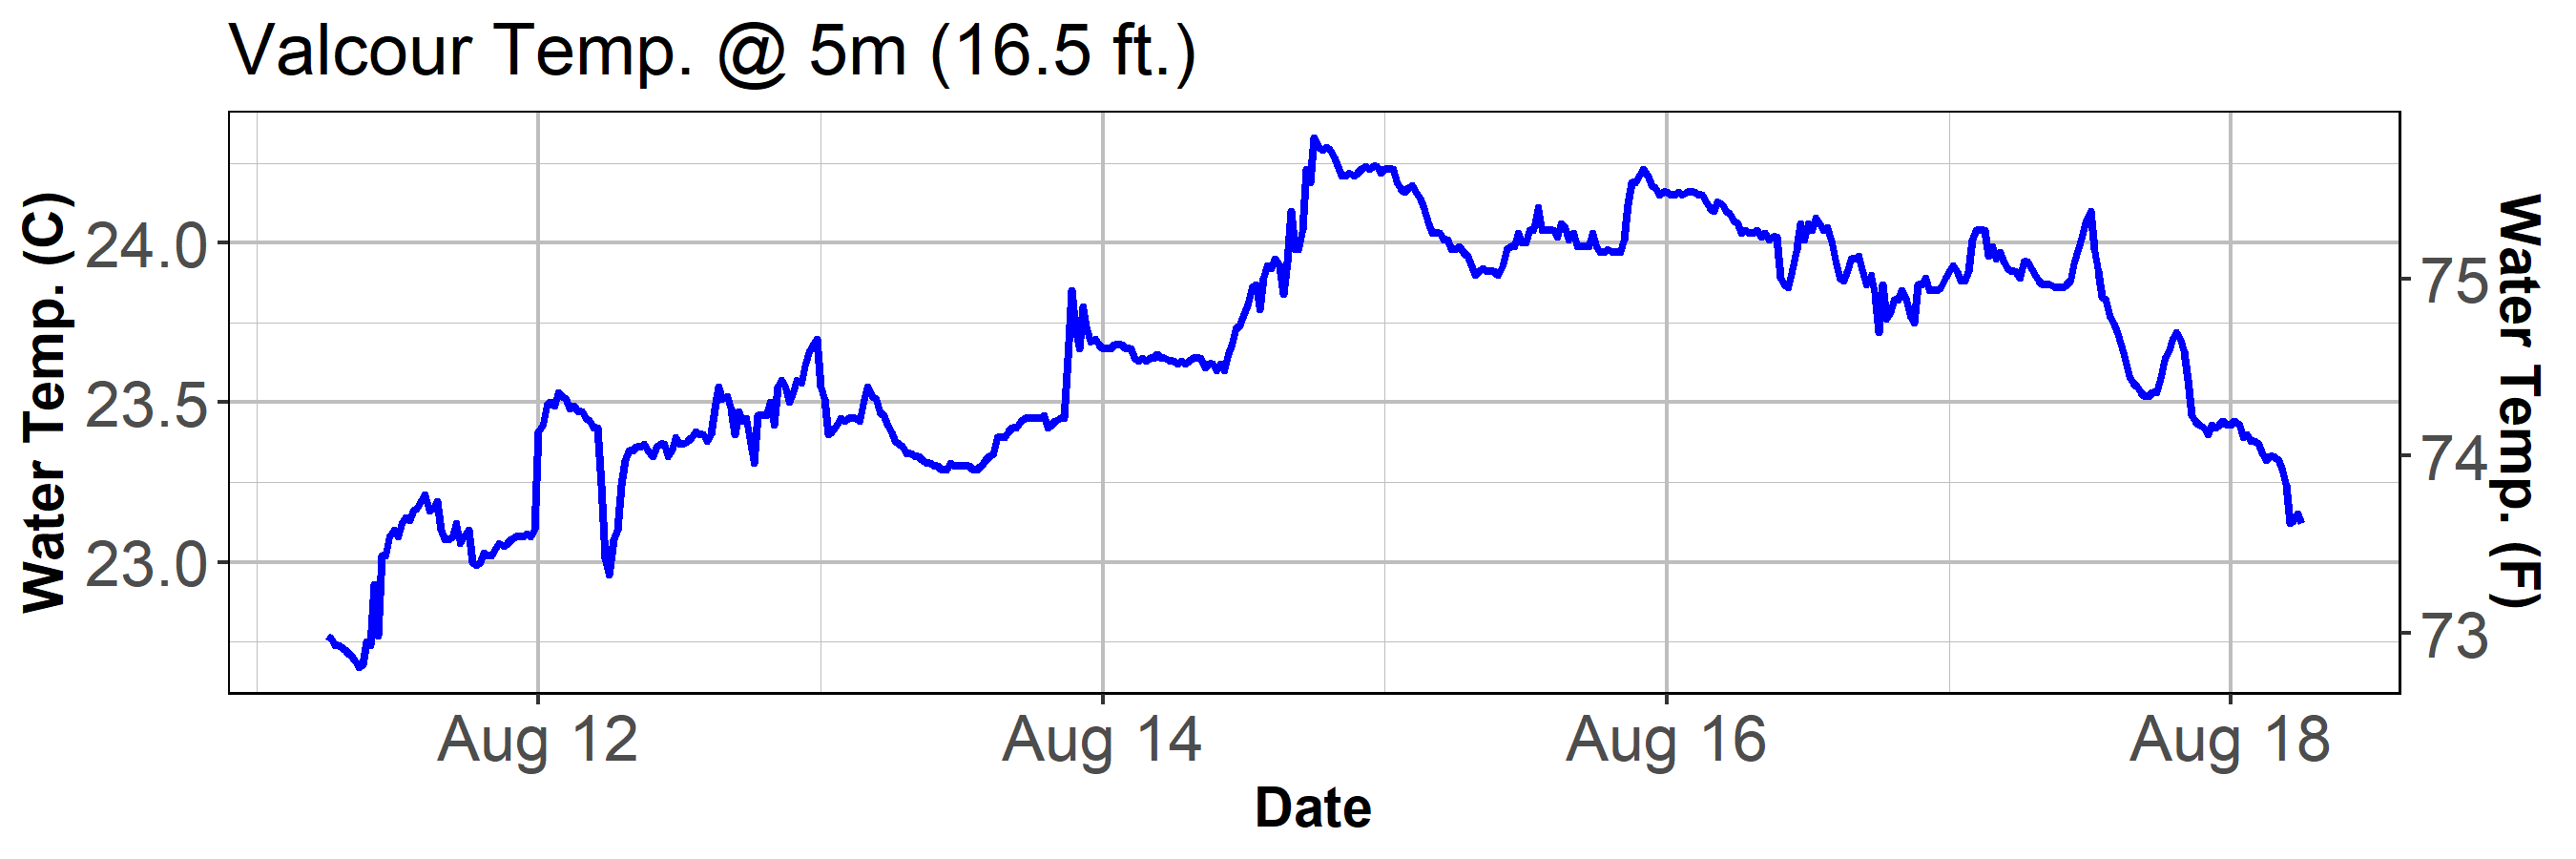 Valcour Temp. @ 5m (16.5 ft.)
Water Temp. (C)
24.0
23.5
23.0
75
74
73
Water Temp. (F)
Aug 12
Aug 14
Aug 16
Aug 18
Date